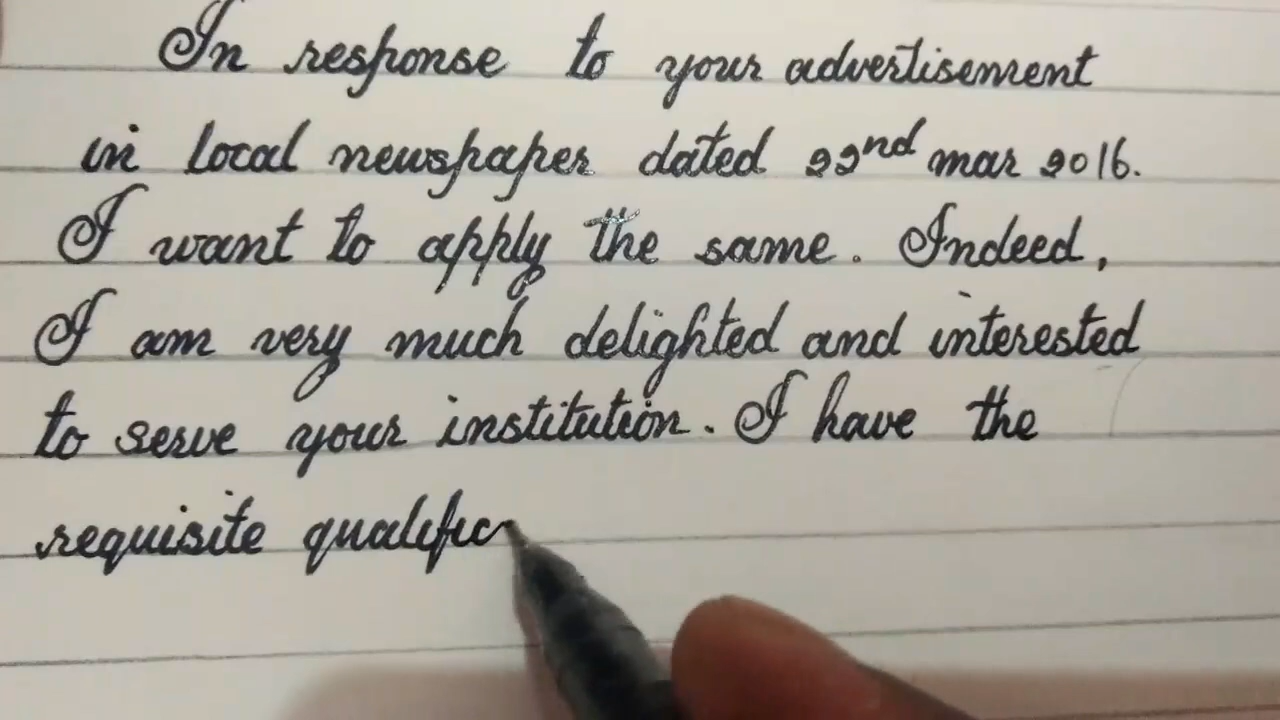 In response to your advertisement
in local newspaper dated 22nd mar 2016.
I want to apply the same. Indeed,
I am very much delighted and interested
to serve your institution. I have the
requisite qualific